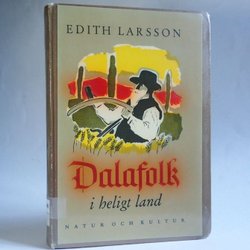 EDITH LARSSON
Dalafolk
i heligt land
NATUR OCH KULTUR